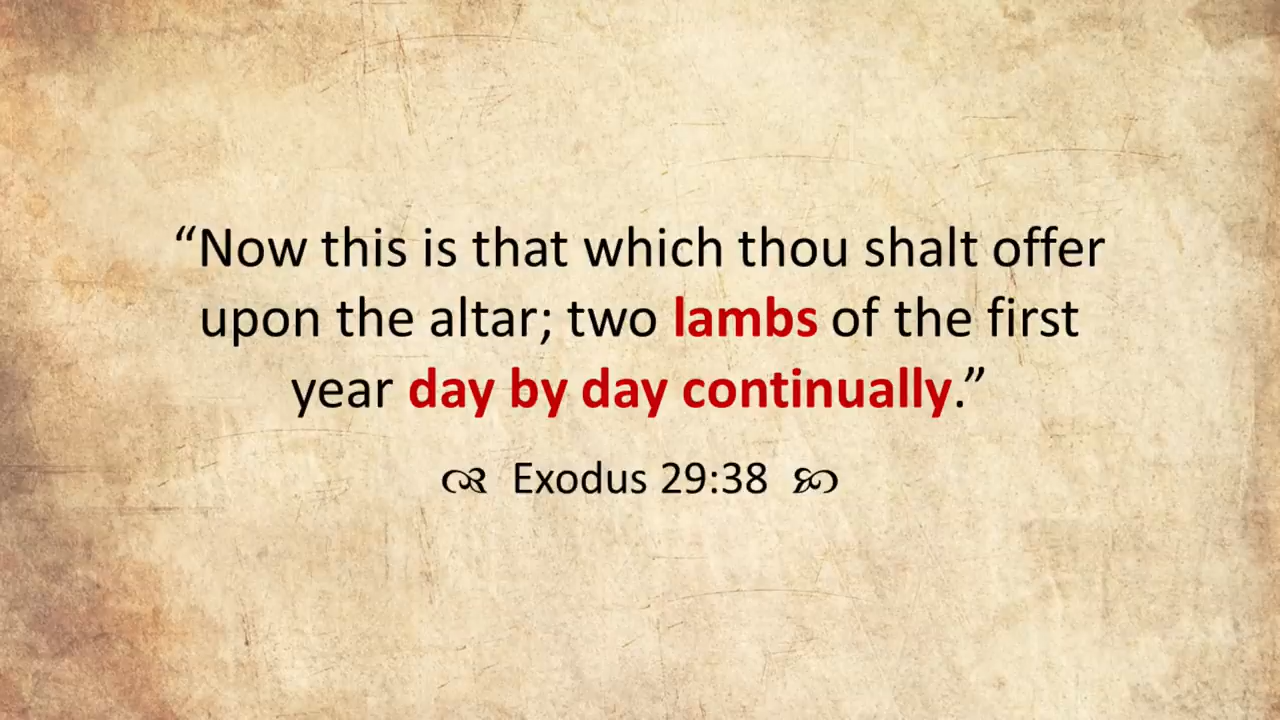 “Now this is that which thou shalt offer
upon the altar; two lambs of the first
year day by day continually.”
Exodus 29:38